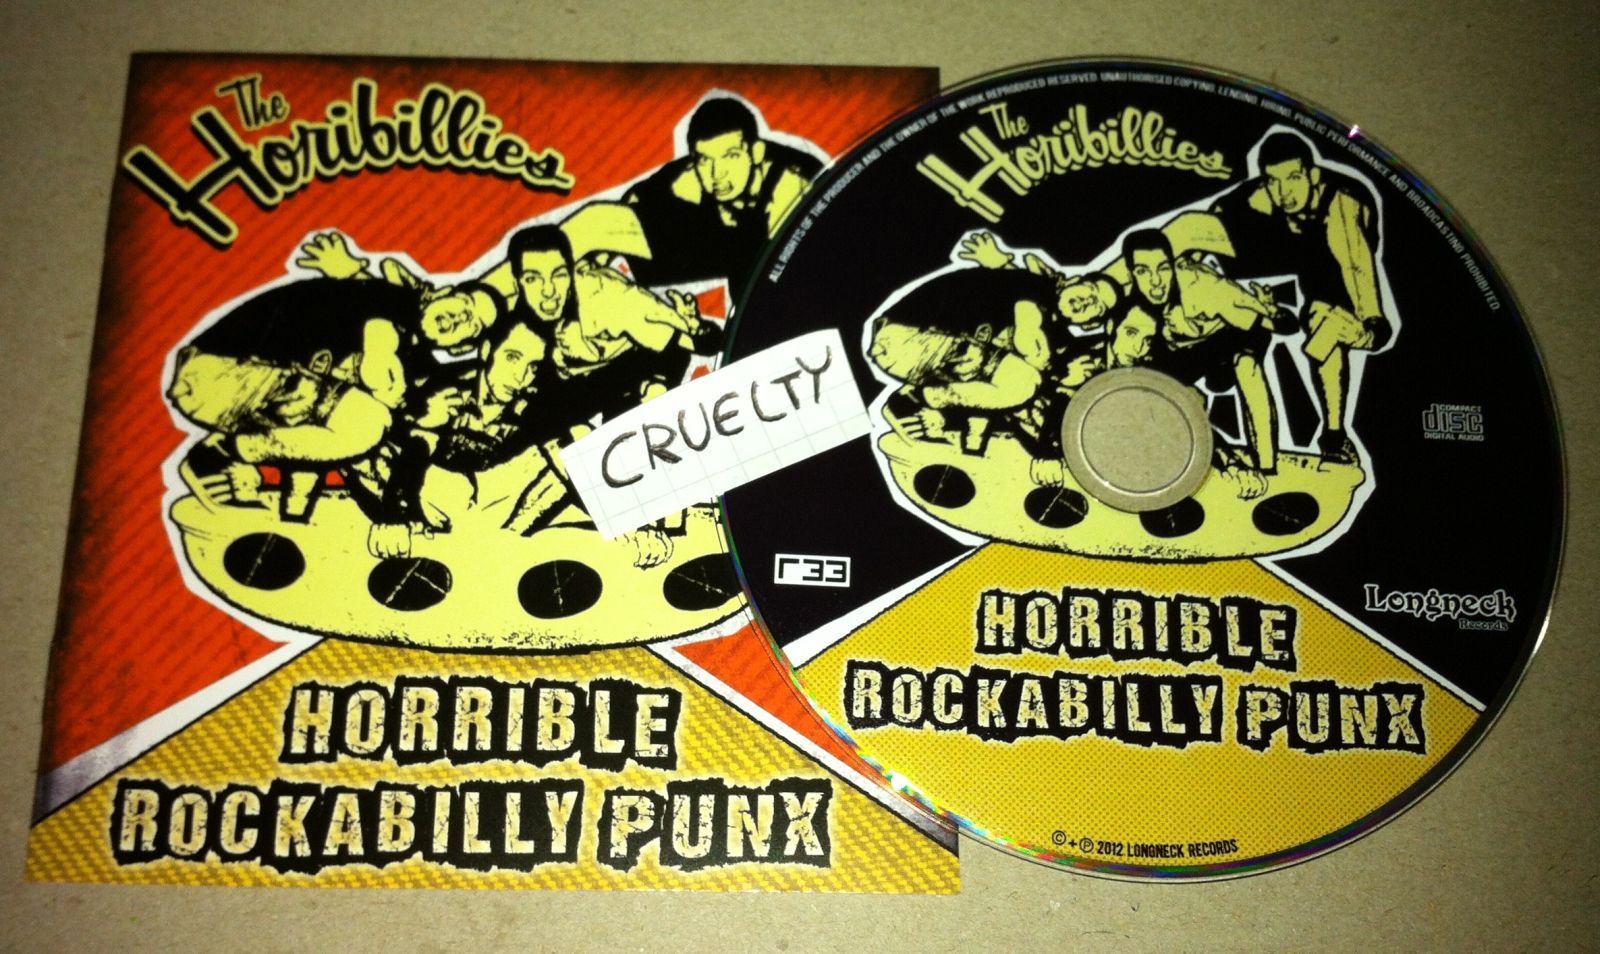 The
Horibillies
HORRIBLE
ROCKABILLY PUNX
CRUELTY
ALL RIGHTS OF THE PRODUCER AND THE OWNER OF THE WORK REPRODUCED RESERVED. UNAUTHORISED COPYING, LENDING, HIRING, PUBLIC PERFORMANCE AND BROADCASTING PROHIBITED.
The
Horibillies
COMPACT
disc
DIGITAL AUDIO
Longneck
Records
HORRIBLE
ROCKABILLY PUNX
© + ℗ 2012 LONGNECK RECORDS